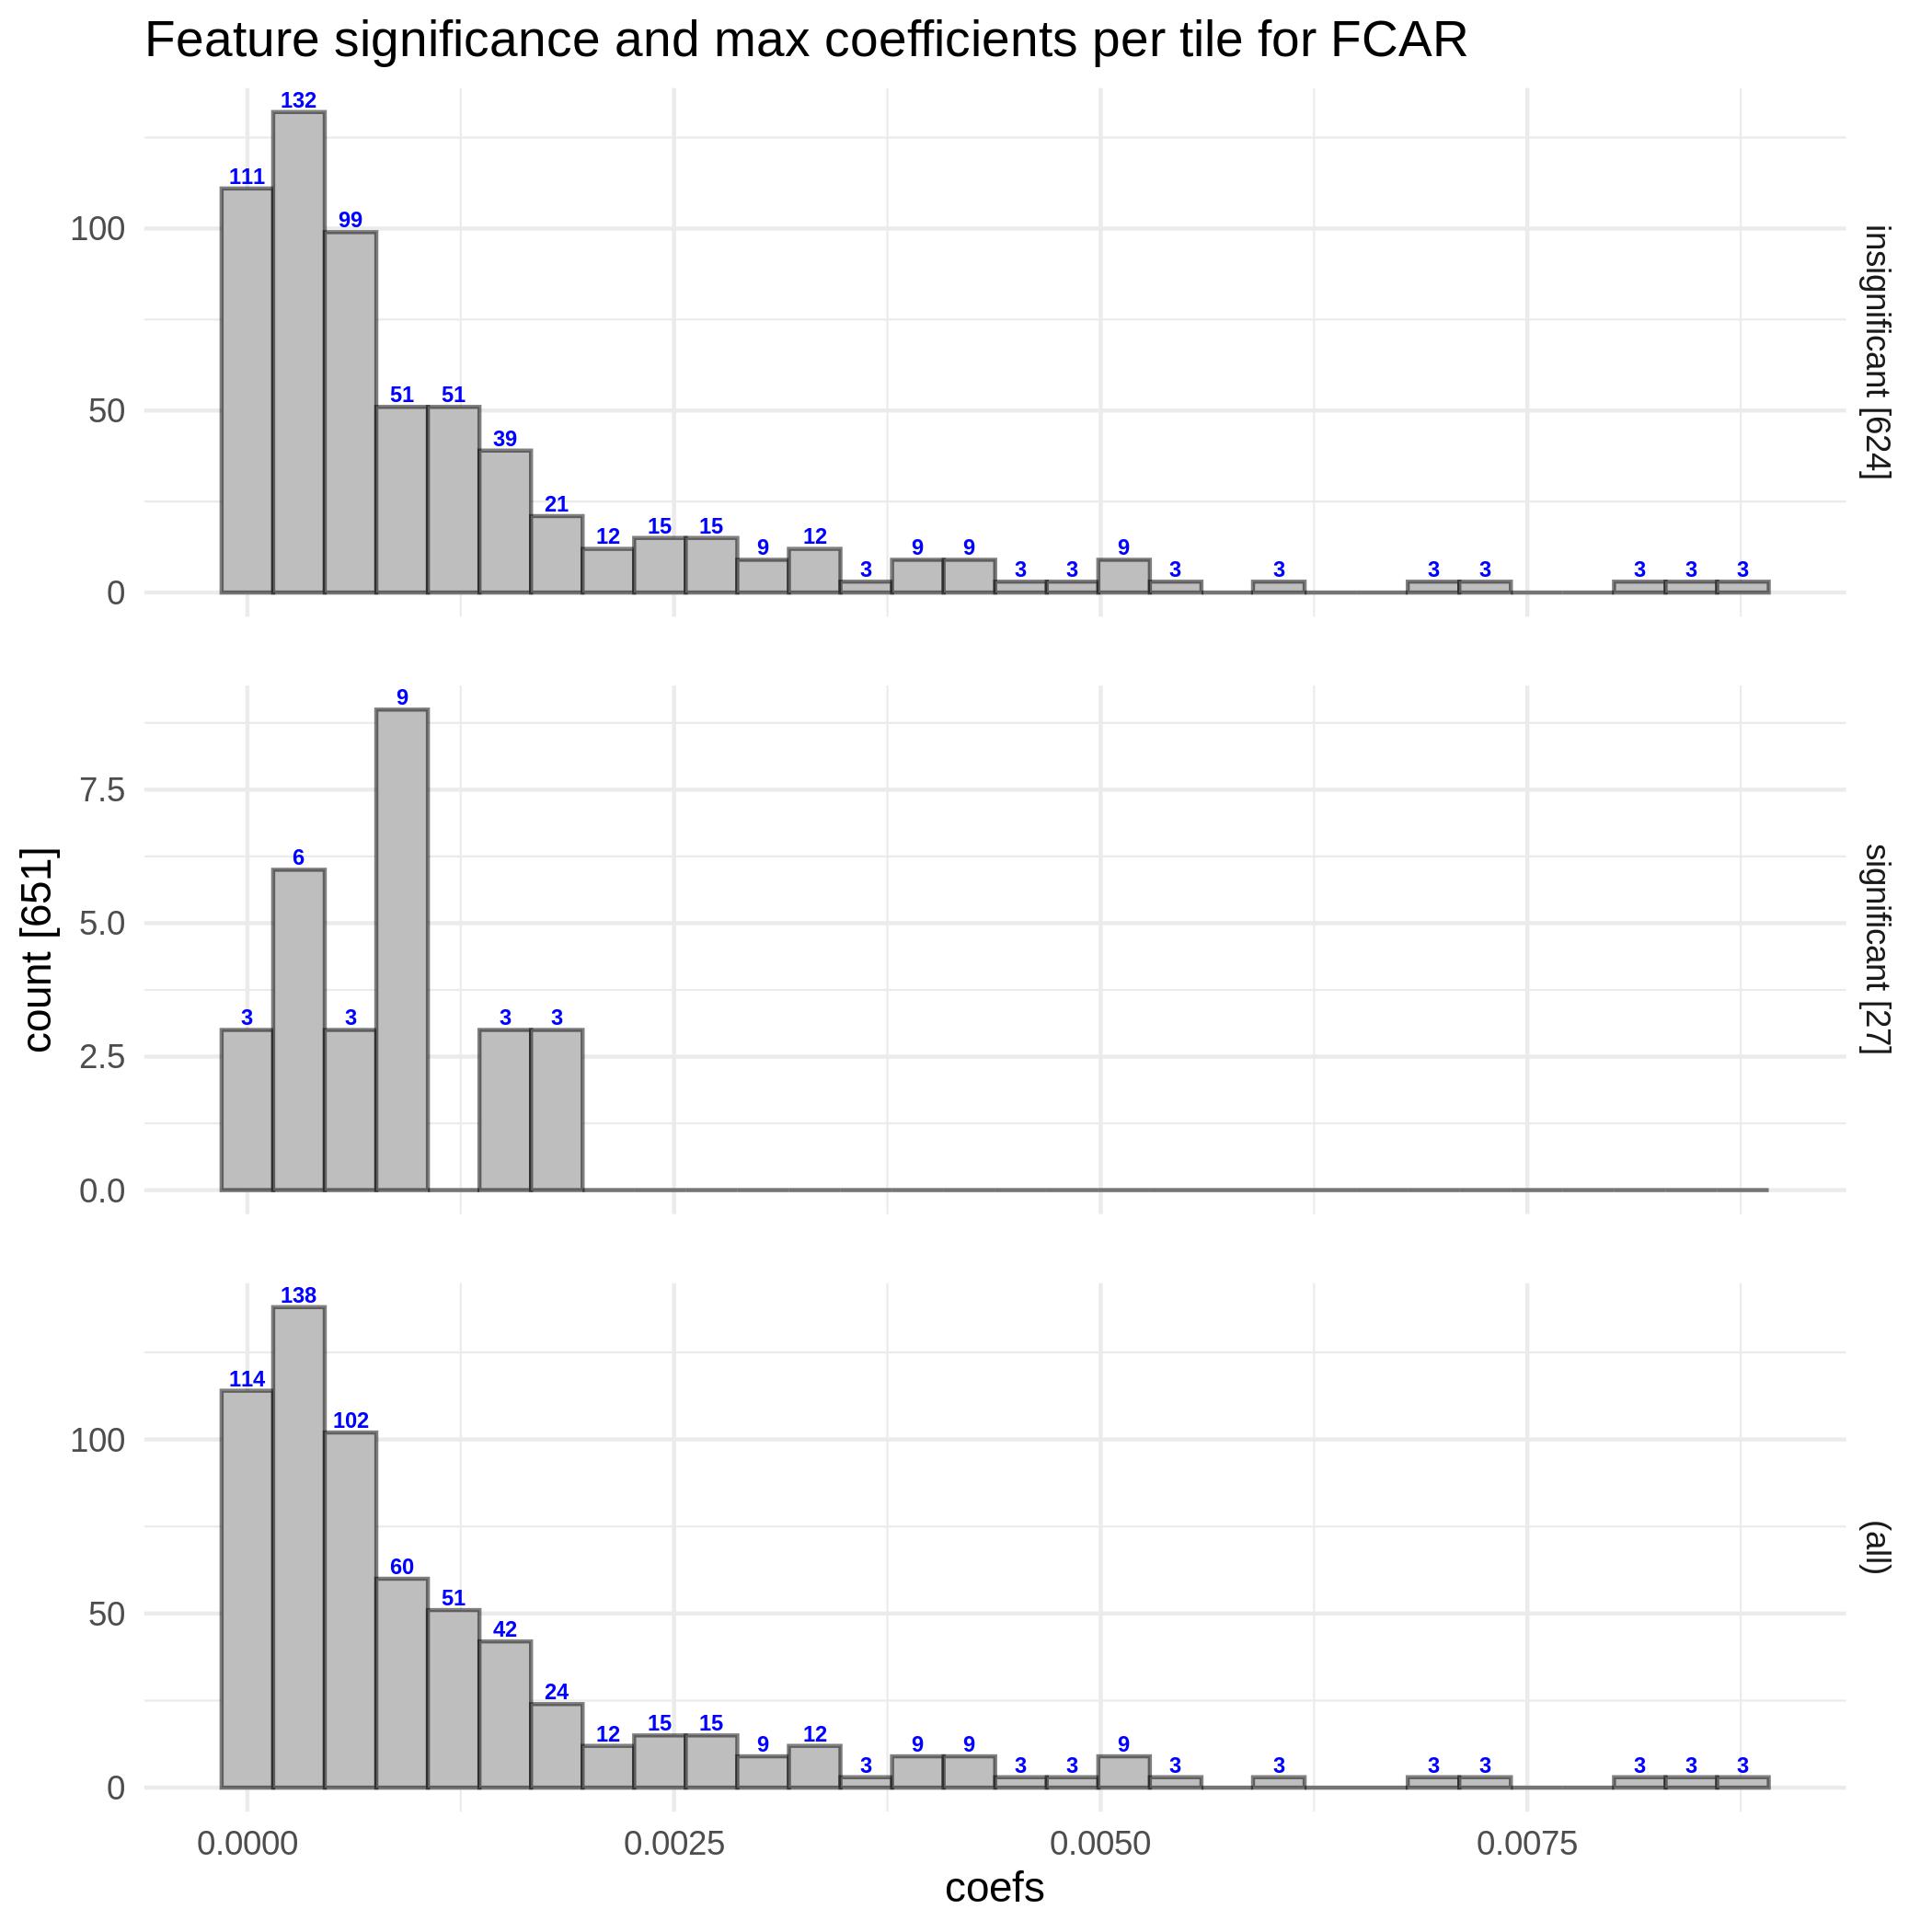 Feature significance and max coefficients per tile for FCAR
132
111
99
51 51
39
21
12 15 15 9 12 3 9 9 3 3 9 3 3 3 3 3 3 3
100
50
0
insignificant [624]
9
6
3 3 3 3
7.5
5.0
2.5
0.0
significant [27]
count [651]
138
114
102
60
51
42
24
12 15 15 9 12 3 9 9 3 3 9 3 3 3 3 3 3 3
100
50
0
(all)
0.0000 0.0025 0.0050 0.0075
coefs